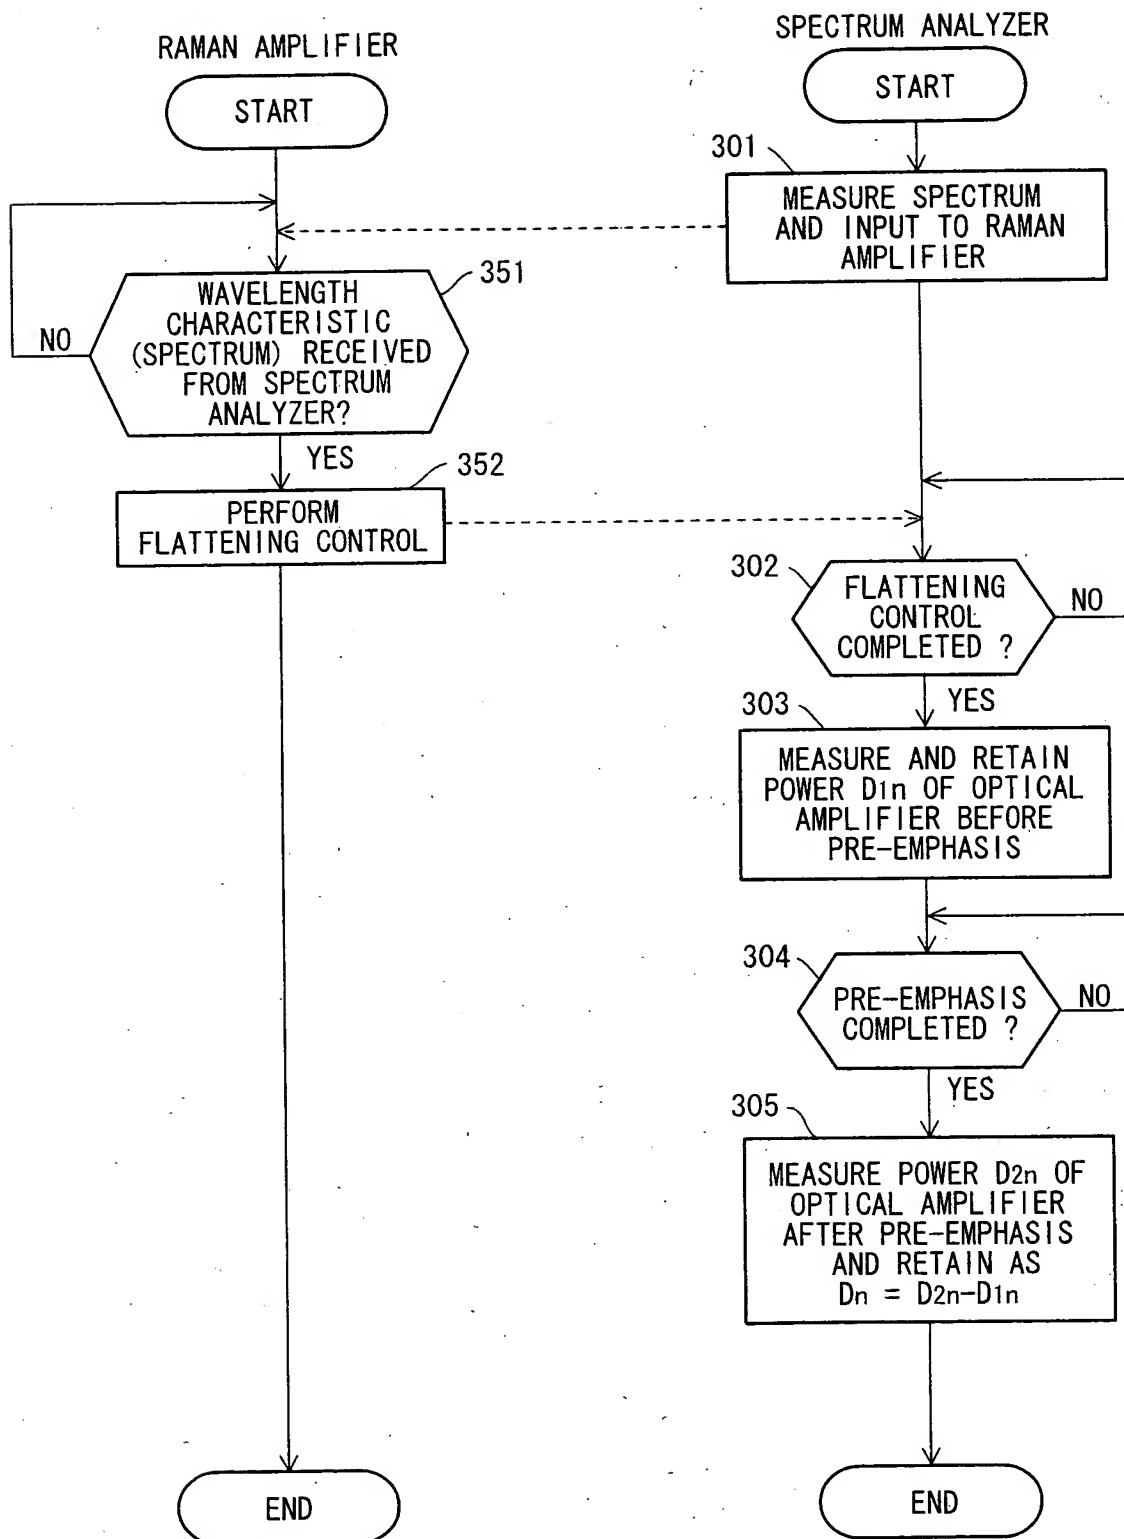 RAMAN AMPLIFIER
START
351
WAVELENGTH
CHARACTERISTIC
(SPECTRUM) RECEIVED
FROM SPECTRUM
ANALYZER?
NO
YES
352
PERFORM
FLATTENING CONTROL
END
SPECTRUM ANALYZER
START
301
MEASURE SPECTRUM
AND INPUT TO RAMAN
AMPLIFIER
302
FLATTENING
CONTROL
COMPLETED ?
NO
YES
303
MEASURE AND RETAIN
POWER D1n OF OPTICAL
AMPLIFIER BEFORE
PRE-EMPHASIS
304
PRE-EMPHASIS
COMPLETED ?
NO
YES
305
MEASURE POWER D2n OF
OPTICAL AMPLIFIER
AFTER PRE-EMPHASIS
AND RETAIN AS
Dn = D2n-D1n
END